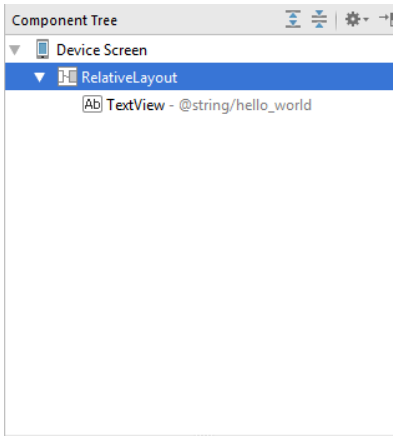 Component Tree
Device Screen
RelativeLayout
Ab TextView - @string/hello_world